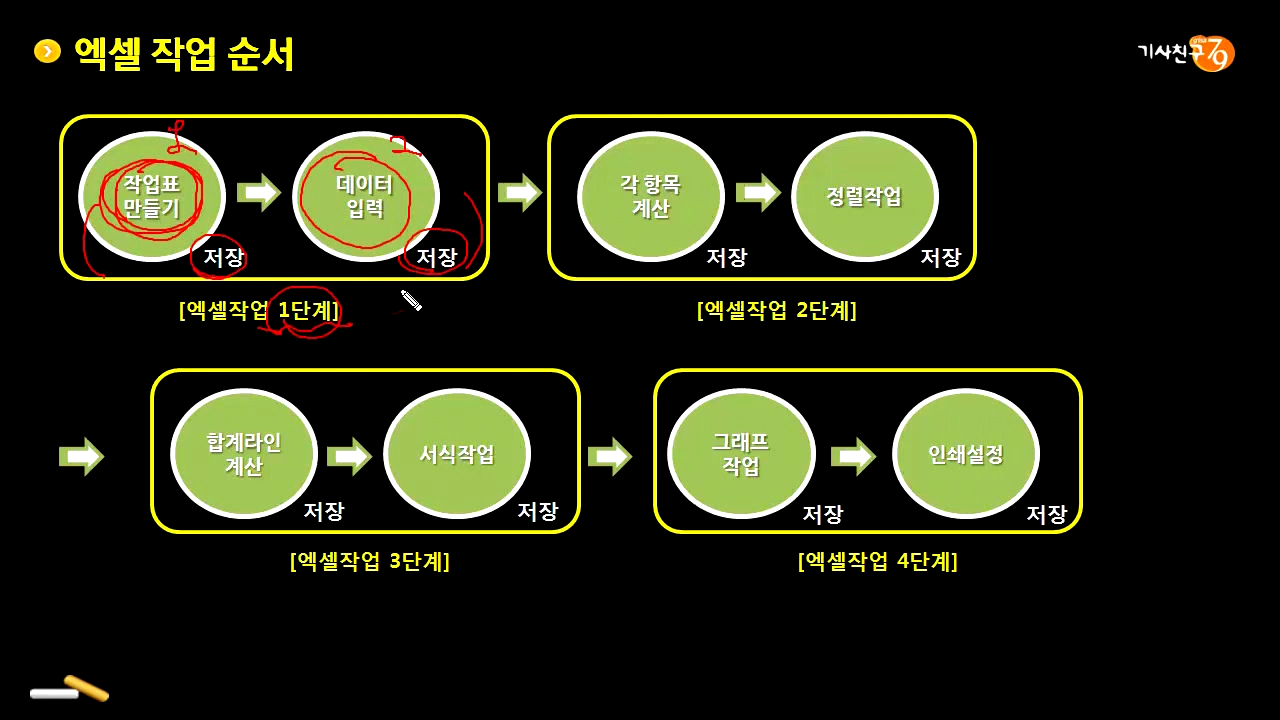 엑셀 작업 순서
기사친구 79
작업표
만들기
저장
데이터
입력
저장
[엑셀작업 1단계]
각 항목
계산
저장
정렬작업
저장
[엑셀작업 2단계]
합계라인
계산
저장
서식작업
저장
[엑셀작업 3단계]
그래프
작업
저장
인쇄설정
저장
[엑셀작업 4단계]